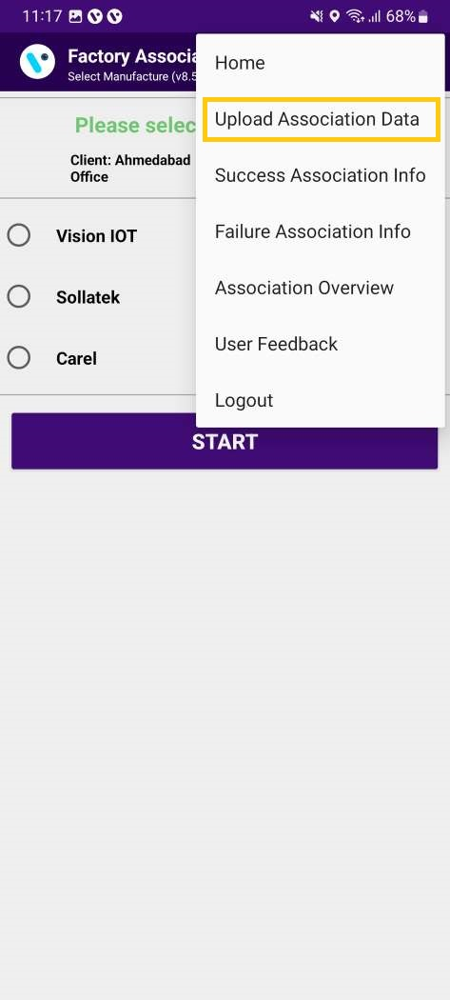 11:17
68%
Factory Associa
Select Manufacture (v8.5
Please selec
Client: Ahmedabad
Office
Vision IOT
Sollatek
Carel
START
Home
Upload Association Data
Success Association Info
Failure Association Info
Association Overview
User Feedback
Logout